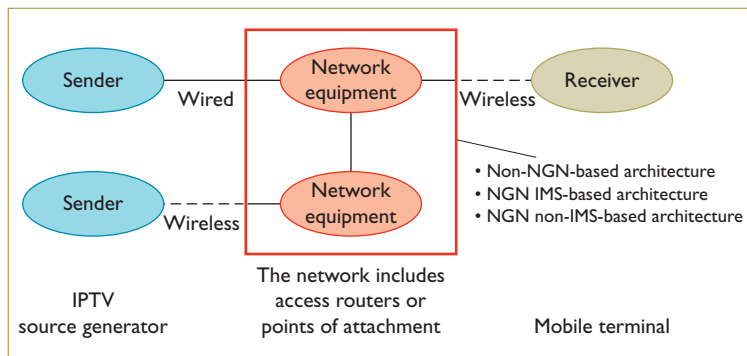 Sender
Wired
Network
equipment
Wireless
Receiver
Sender
Wireless
Network
equipment
• Non-NGN-based architecture
• NGN IMS-based architecture
• NGN non-IMS-based architecture
IPTV
source generator
The network includes
access routers or
points of attachment
Mobile terminal